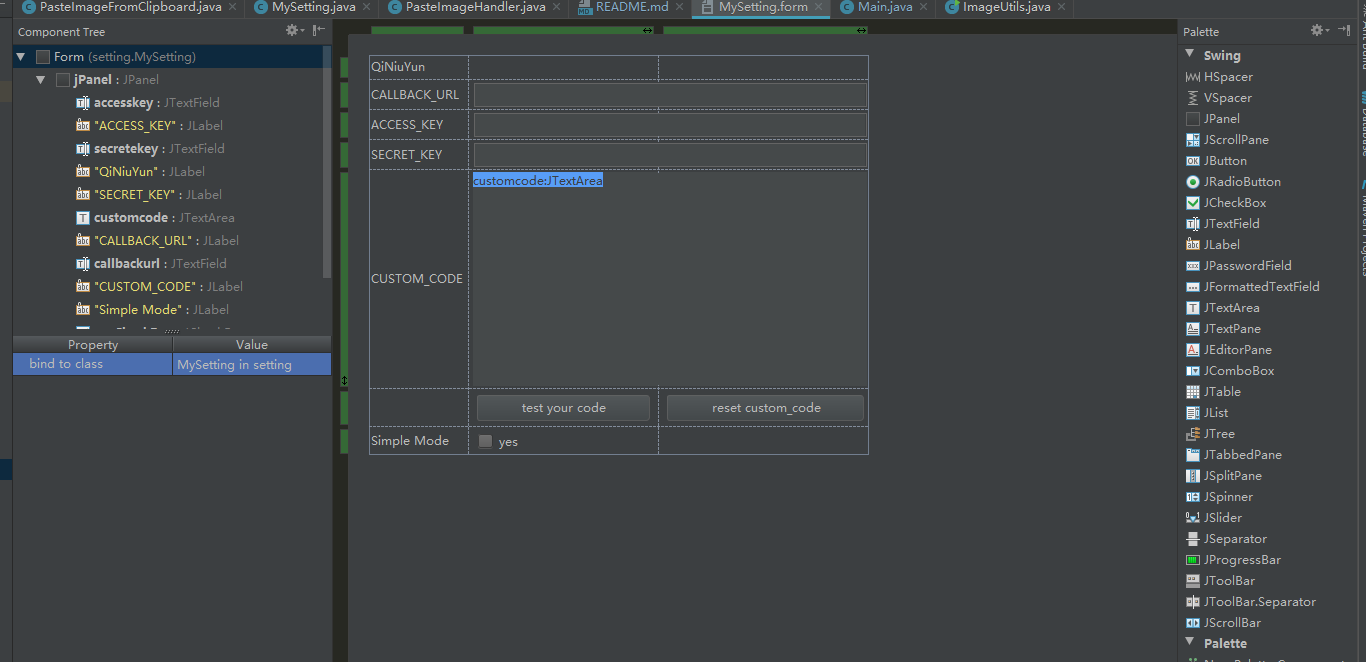 PasteImageFromClipboard.java
MySetting.java
PasteImageHandler.java
README.md
MySetting.form
Main.java
ImageUtils.java
Component Tree
Form (setting.MySetting)
jPanel : JPanel
accesskey : JTextField
"ACCESS_KEY" : JLabel
secretekey : JTextField
"QiNiuYun" : JLabel
"SECRET_KEY" : JLabel
customcode : JTextArea
"CALLBACK_URL" : JLabel
callbackurl : JTextField
"CUSTOM_CODE" : JLabel
"Simple Mode" : JLabel
Property Value
bind to class MySetting in setting
QiNiuYun
CALLBACK_URL
ACCESS_KEY
SECRET_KEY
customcode:JTextArea
CUSTOM_CODE
test your code reset custom_code
Simple Mode yes
Palette
Swing
HSpacer
VSpacer
JPanel
JScrollPane
JButton
JRadioButton
JCheckBox
JTextField
JLabel
JPasswordField
JFormattedTextField
JTextArea
JTextPane
JEditorPane
JComboBox
JTable
JList
JTree
JTabbedPane
JSplitPane
JSpinner
JSlider
JSeparator
JProgressBar
JToolBar
JToolBar.Separator
JScrollBar
Palette